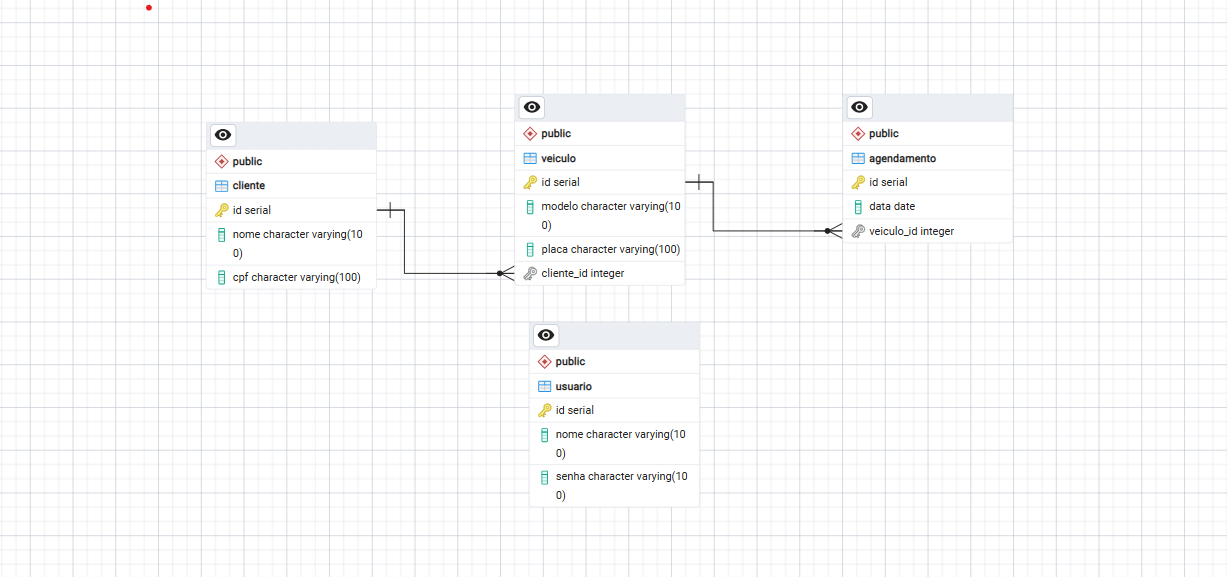 public
cliente
id serial
nome character varying(10
0)
cpf character varying(100)
public
veiculo
id serial
modelo character varying(10
0)
placa character varying(100)
cliente_id integer
public
agendamento
id serial
data date
veiculo_id integer
public
usuario
id serial
nome character varying(10
0)
senha character varying(10
0)